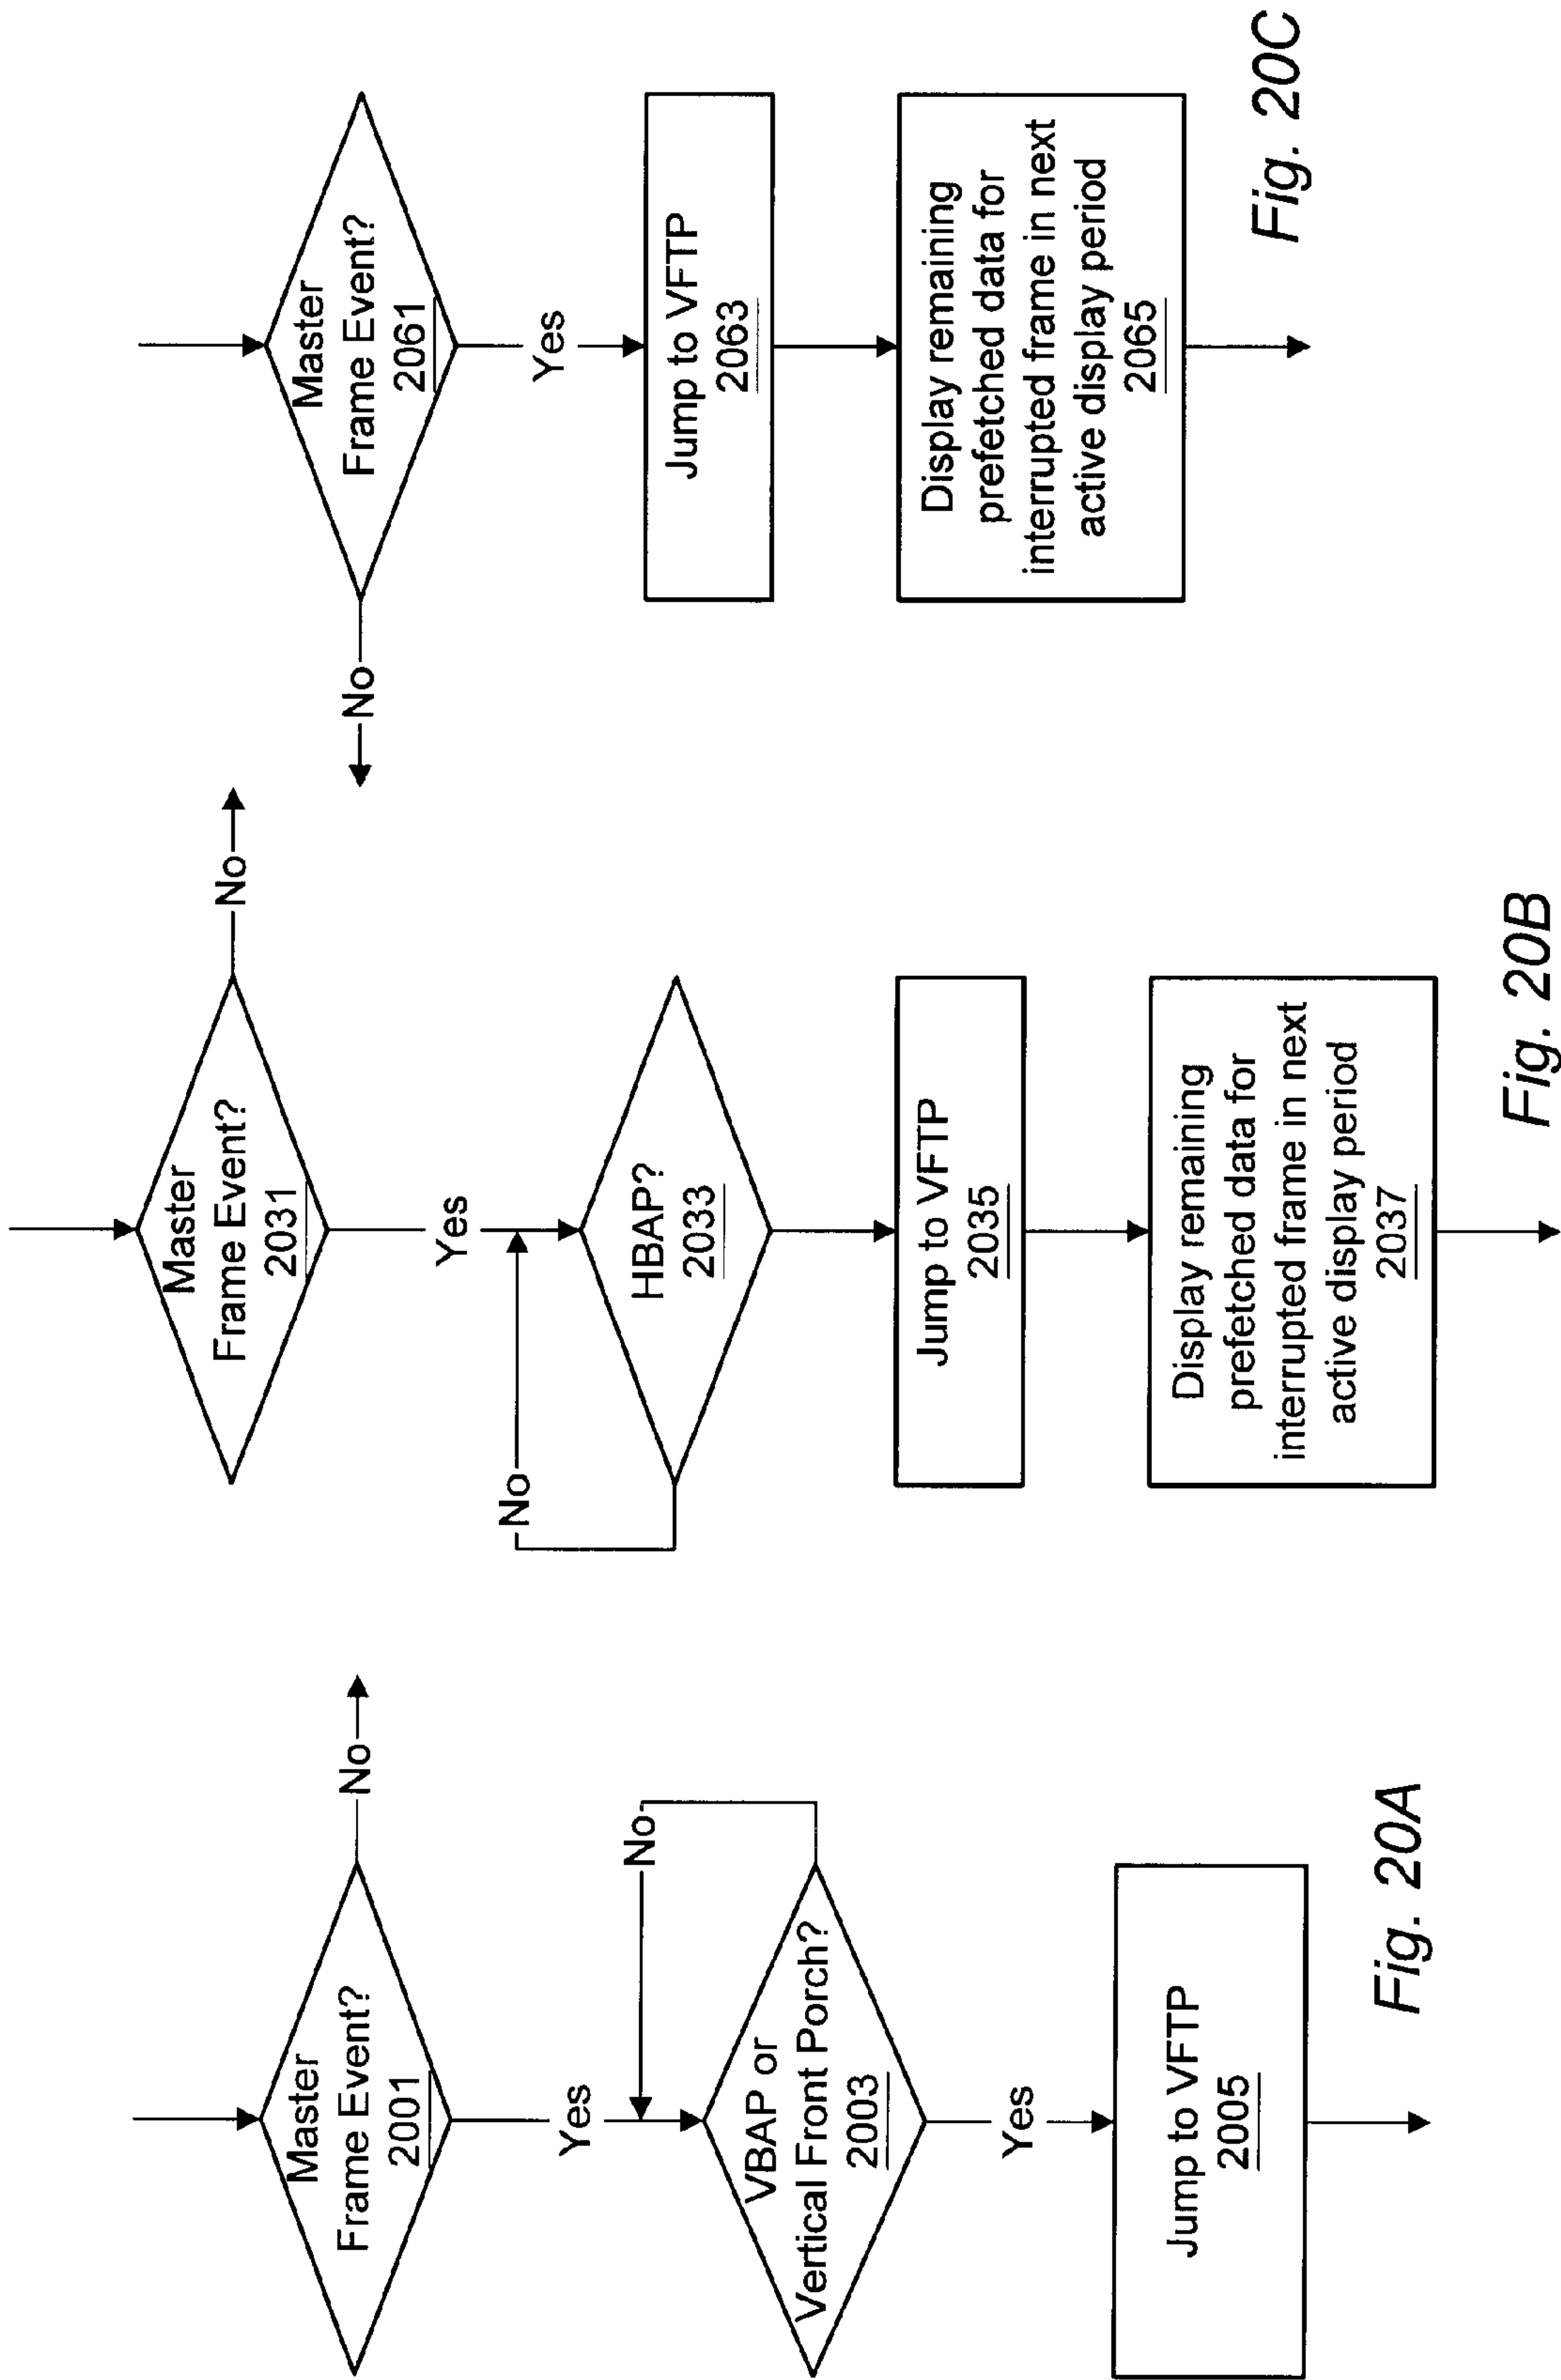 Master
Frame Event?
2001
No
Yes
No
VBAP or
Vertical Front Porch?
2003
Yes
Jump to VFTP
2005
Fig. 20A
Master
Frame Event?
2031
No
Yes
No
HBAP?
2033
Jump to VFTP
2035
Display remaining
prefetched data for
interrupted frame in next
active display period
2037
Fig. 20B
Master
Frame Event?
2061
No
Yes
Jump to VFTP
2063
Display remaining
prefetched data for
interrupted frame in next
active display period
2065
Fig. 20C